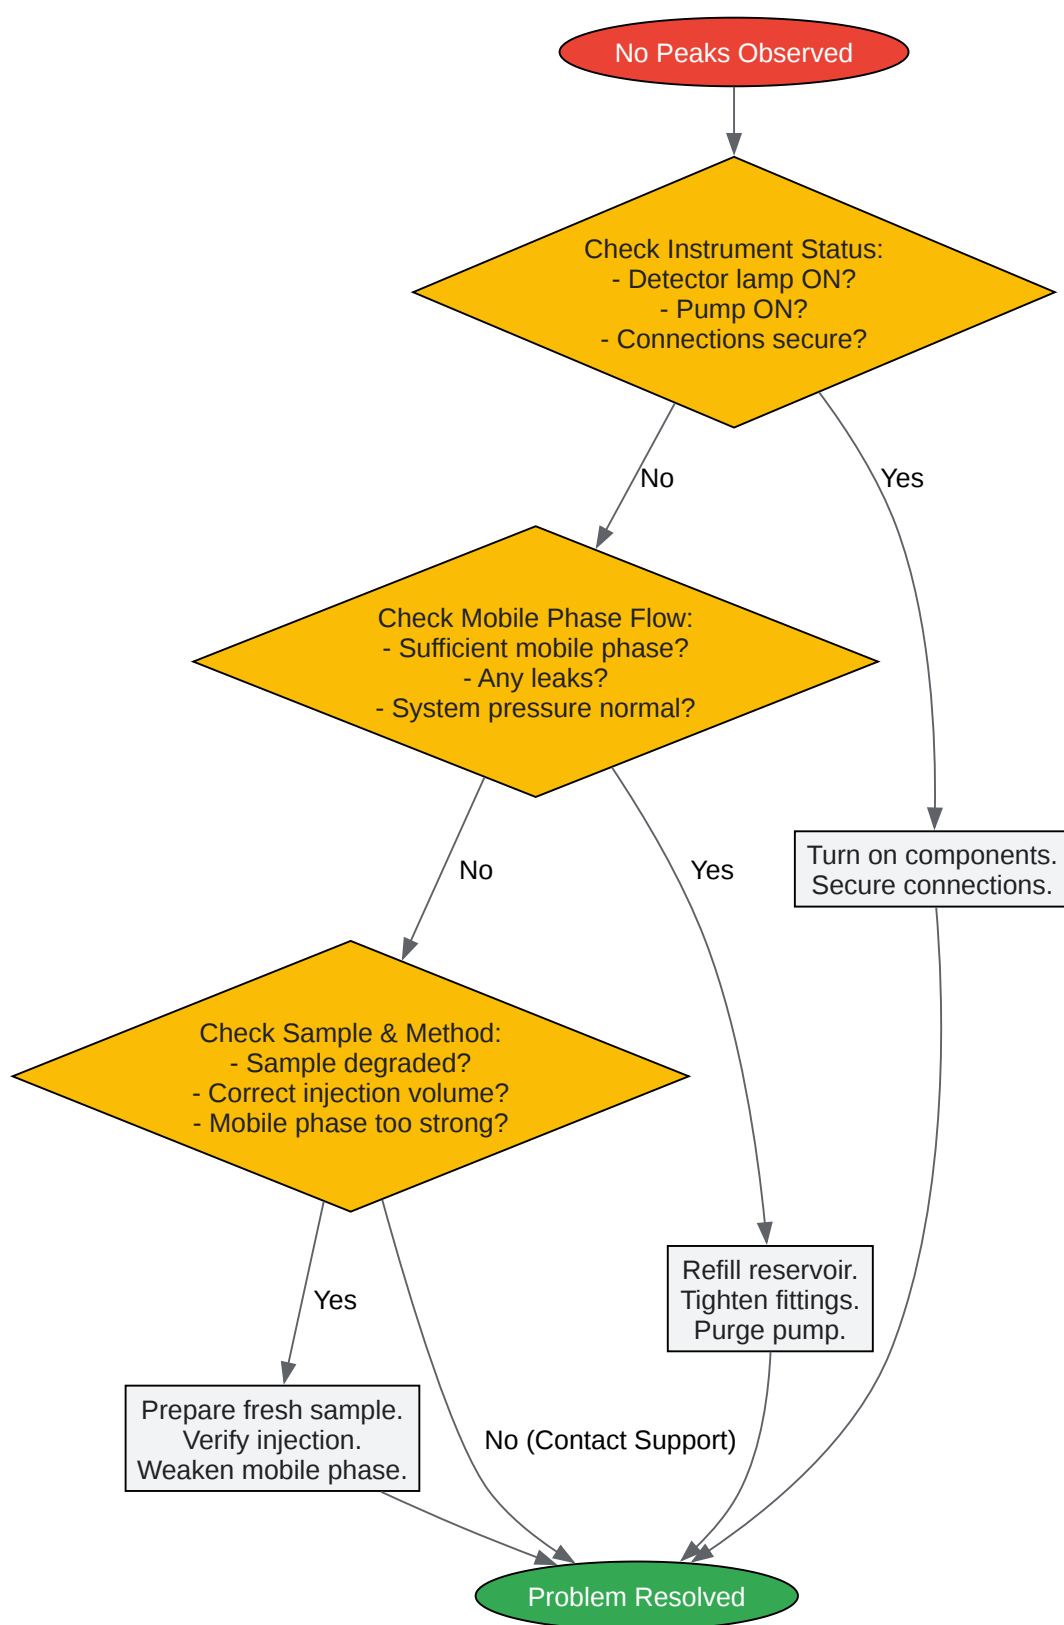 No Peaks Observed
Check Instrument Status:
- Detector lamp ON?
- Pump ON?
- Connections secure?
No
Yes
Check Mobile Phase Flow:
- Sufficient mobile phase?
- Any leaks?
- System pressure normal?
No
Yes
Turn on components.
Secure connections.
Check Sample & Method:
- Sample degraded?
- Correct injection volume?
- Mobile phase too strong?
Yes
No (Contact Support)
Refill reservoir.
Tighten fittings.
Purge pump.
Prepare fresh sample.
Verify injection.
Weaken mobile phase.
Problem Resolved